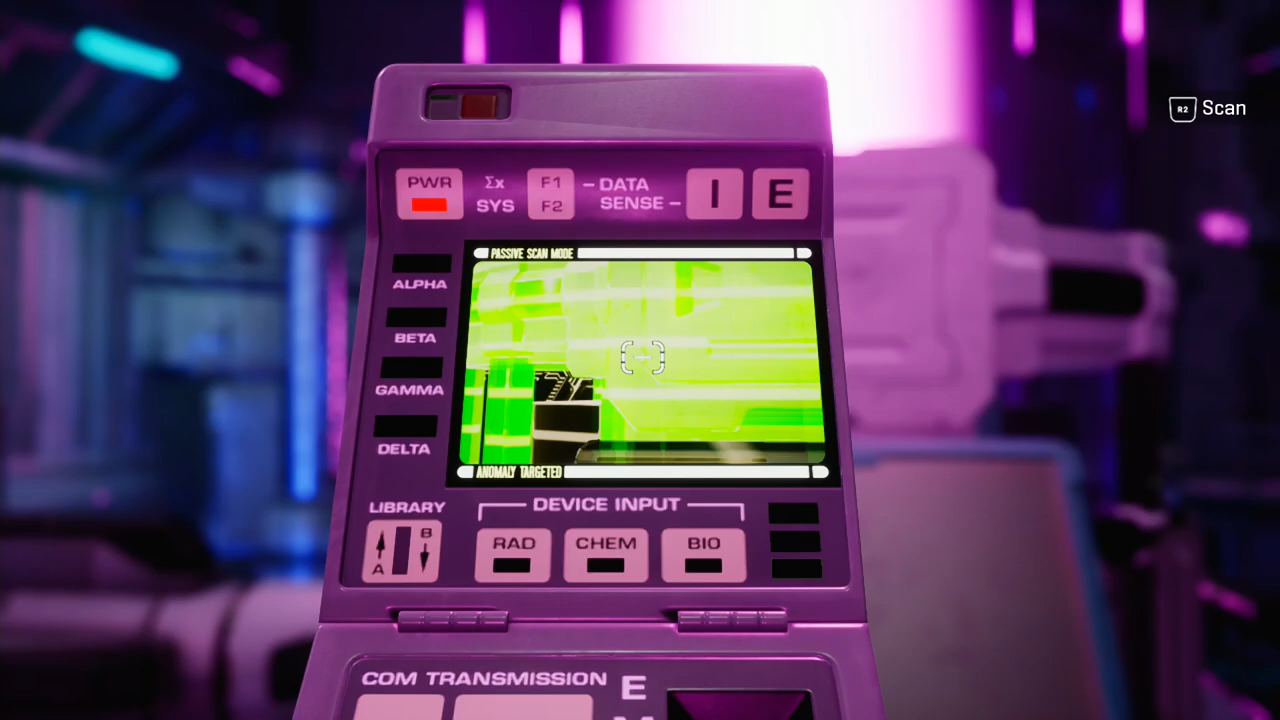 R2 Scan
PWR
Σx
SYS
F1
F2
– DATA
SENSE –
I
E
PASSIVE SCAN MODE
ALPHA
BETA
GAMMA
DELTA
ANOMALY TARGETED
LIBRARY
A
B
DEVICE INPUT
RAD
CHEM
BIO
COM TRANSMISSION
E